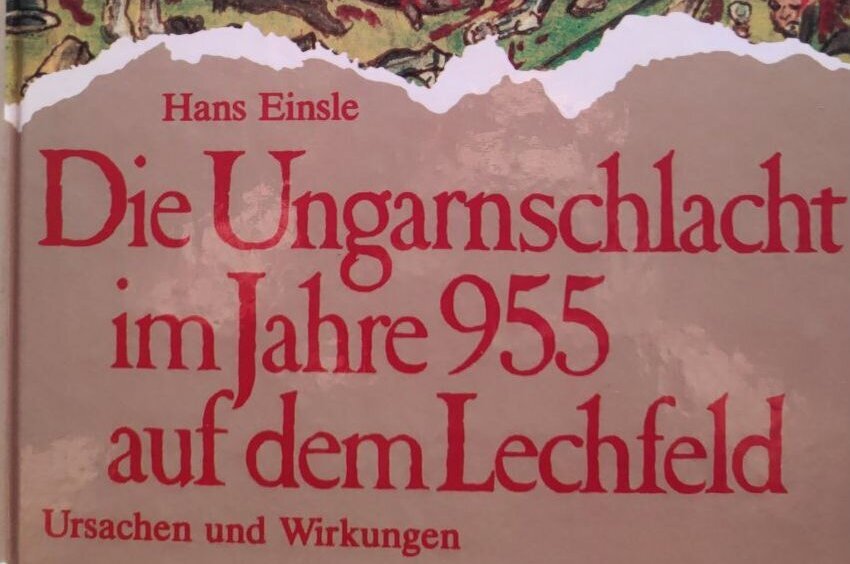 Hans Einsle
Die Ungarnschlacht
im Jahre 955
auf dem Lechfeld
Ursachen und Wirkungen